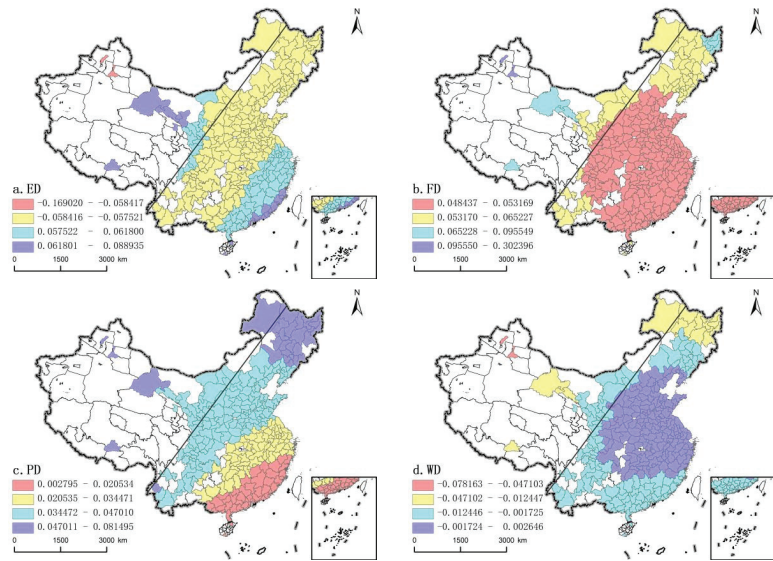 N
a. ED
-0.169020 - -0.058417
-0.058416 - 0.057521
0.057522 - 0.061800
0.061801 - 0.088935
0 1500 3000 km
N
b. FD
0.048437 - 0.053169
0.053170 - 0.065227
0.065228 - 0.095549
0.095550 - 0.302396
0 1500 3000 km
N
c. PD
0.002795 - 0.020534
0.020535 - 0.034471
0.034472 - 0.047010
0.047011 - 0.081495
0 1500 3000 km
N
d. WD
-0.078163 - -0.047103
-0.047102 - -0.012447
-0.012446 - -0.001725
-0.001724 - 0.002646
0 1500 3000 km